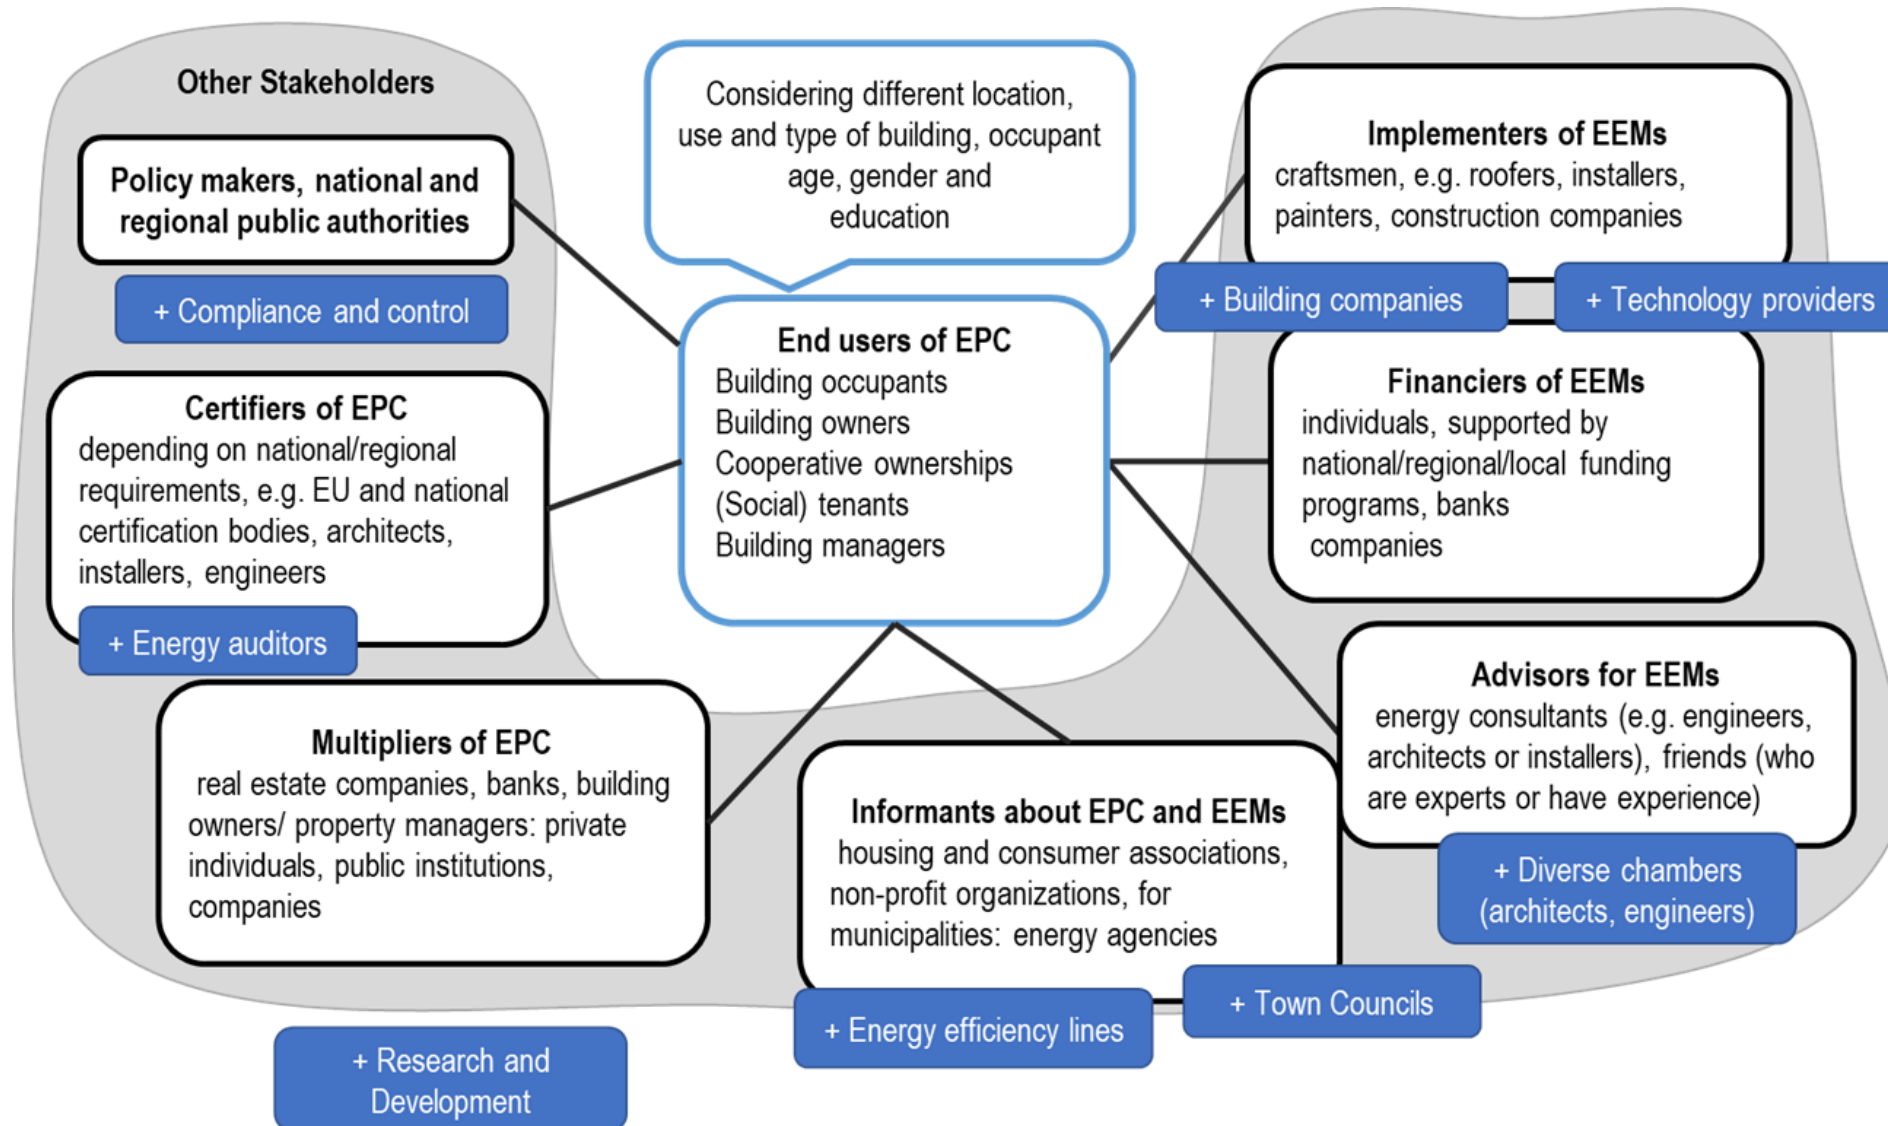 Other Stakeholders
Policy makers, national and
regional public authorities
+ Compliance and control
Certifiers of EPC
depending on national/regional
requirements, e.g. EU and national
certification bodies, architects,
installers, engineers
+ Energy auditors
Multipliers of EPC
real estate companies, banks, building
owners/ property managers: private
individuals, public institutions,
companies
+ Research and
Development
Considering different location,
use and type of building, occupant
age, gender and
education
End users of EPC
Building occupants
Building owners
Cooperative ownerships
(Social) tenants
Building managers
Informants about EPC and EEMs
housing and consumer associations,
non-profit organizations, for
municipalities: energy agencies
+ Energy efficiency lines
+ Town Councils
Implementers of EEMs
craftsmen, e.g. roofers, installers,
painters, construction companies
+ Building companies
+ Technology providers
Financiers of EEMs
individuals, supported by
national/regional/local funding
programs, banks
companies
Advisors for EEMs
energy consultants (e.g. engineers,
architects or installers), friends (who
are experts or have experience)
+ Diverse chambers
(architects, engineers)